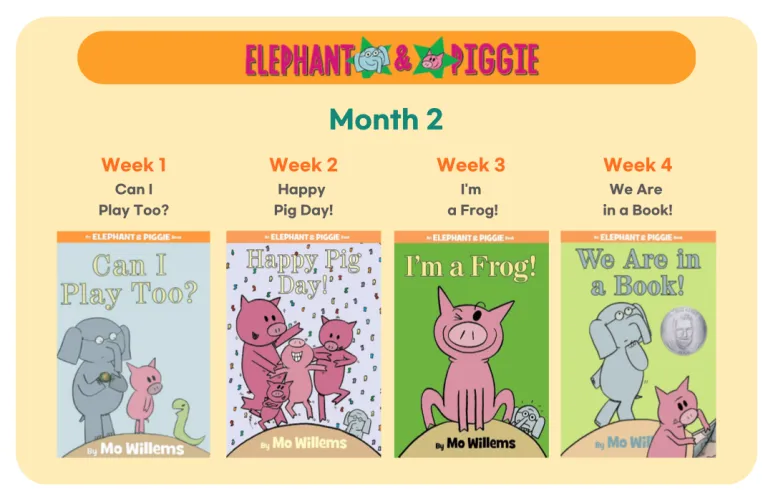 ELEPHANT & PIGGIE
Month 2
Week 1
Can I
Play Too?
Week 2
Happy
Pig Day!
Week 3
I'm
a Frog!
Week 4
We Are
in a Book!
An ELEPHANT & PIGGIE Book
Can I
Play Too?
By Mo Willems
An ELEPHANT & PIGGIE Book
Happy Pig
Day!
By Mo Willems
An ELEPHANT & PIGGIE Book
I'm a Frog!
By Mo Willems
An ELEPHANT & PIGGIE Book
We Are in
a Book!
By Mo Will